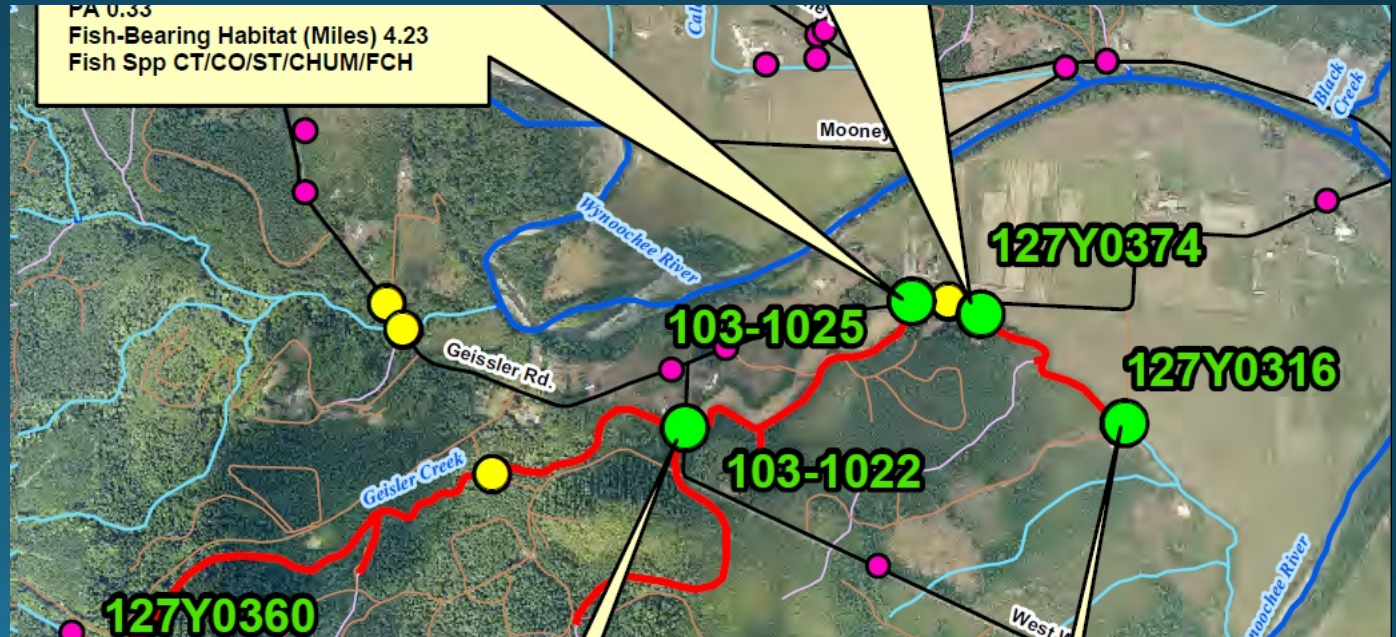 PA 0.33
Fish-Bearing Habitat (Miles) 4.23
Fish Spp CT/CO/ST/CHUM/FCH
Black
Creek
Mooney
Wynoochee River
127Y0374
103-1025
Geissler Rd.
127Y0316
Geisler Creek
103-1022
127Y0360
West
River